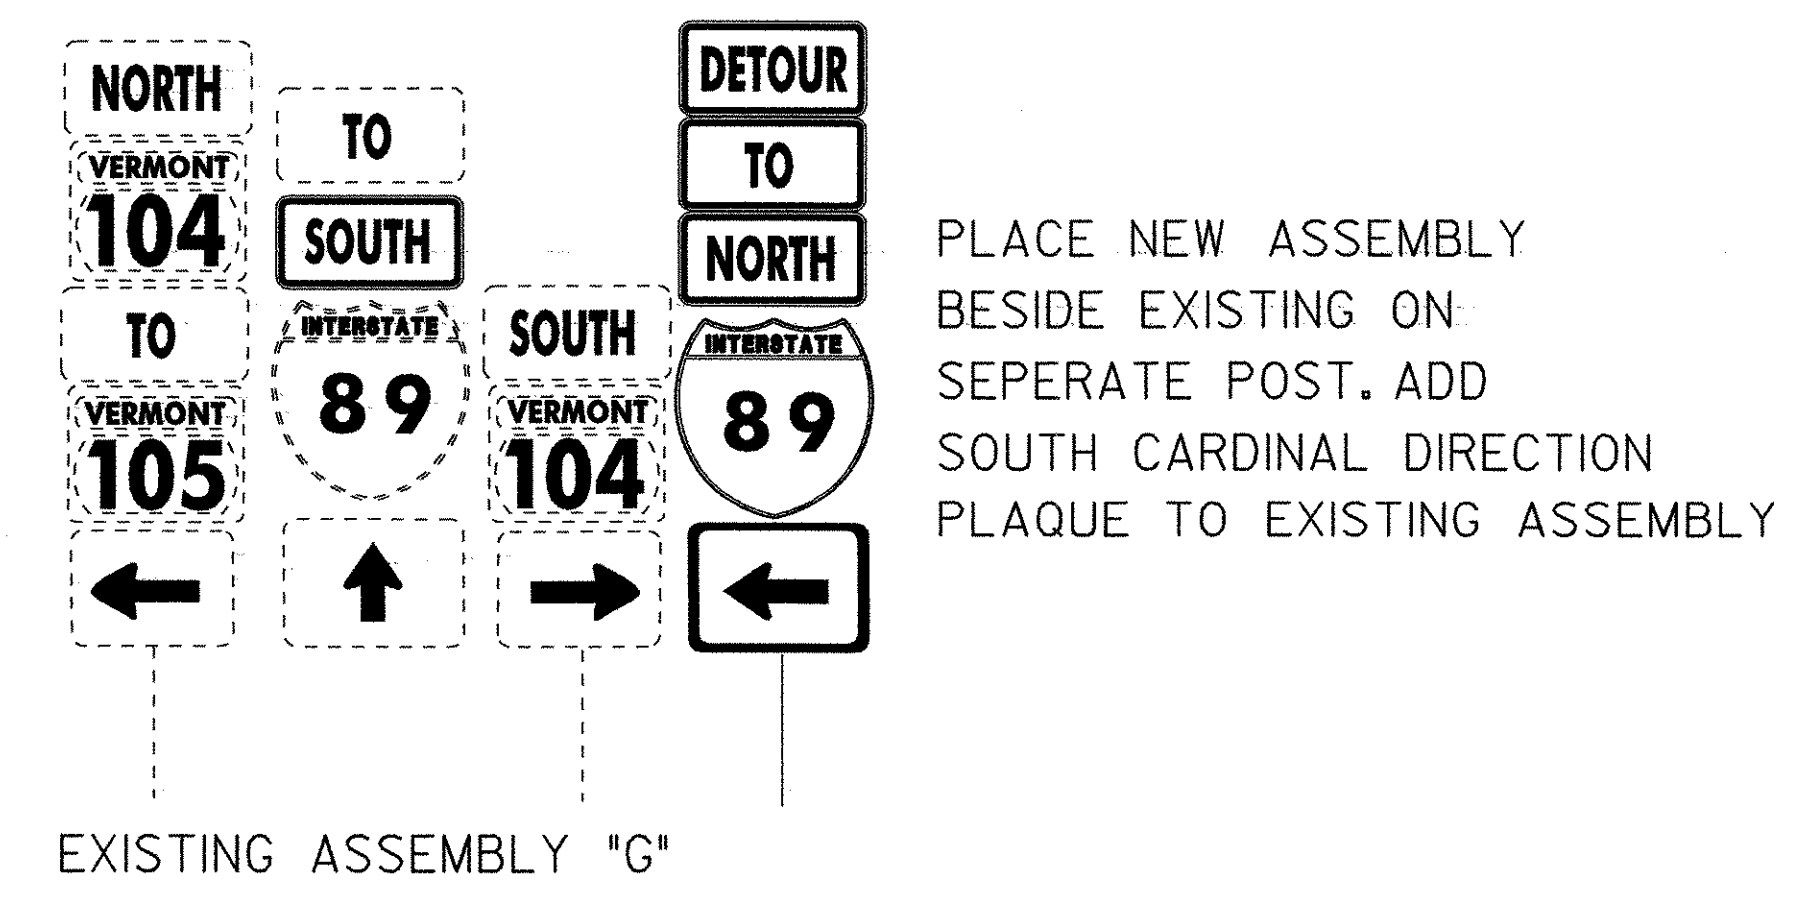 NORTH
VERMONT
104
TO
VERMONT
105
TO
SOUTH
INTERSTATE
89
SOUTH
VERMONT
104
DETOUR
TO
NORTH
INTERSTATE
89
PLACE NEW ASSEMBLY
BESIDE EXISTING ON
SEPERATE POST. ADD
SOUTH CARDINAL DIRECTION
PLAQUE TO EXISTING ASSEMBLY
EXISTING ASSEMBLY "G"